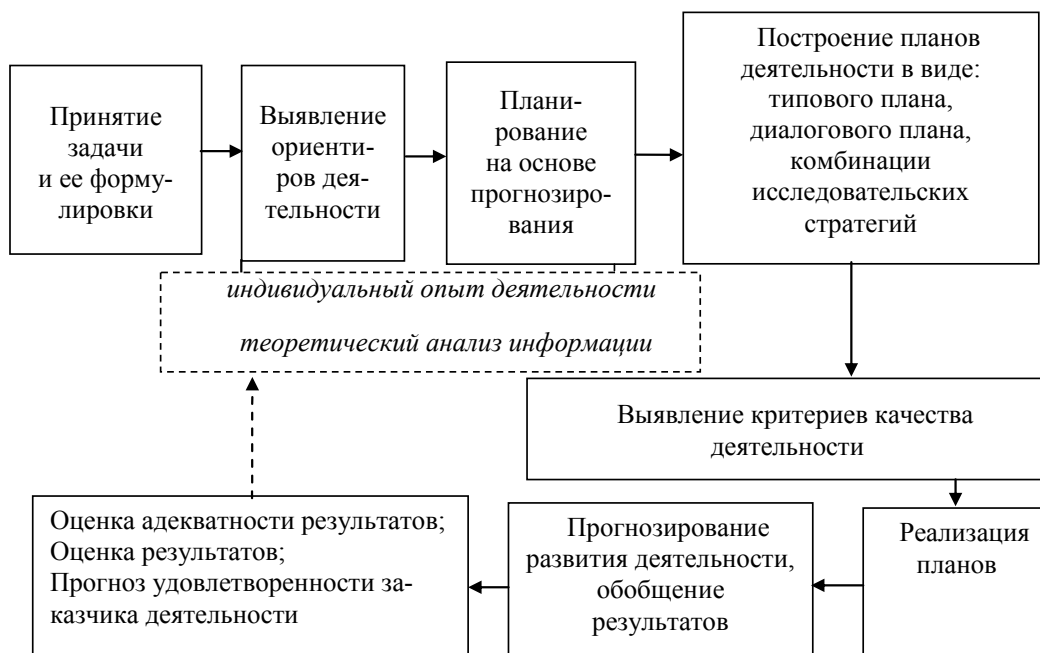 Принятие
задачи
и ее форму-
лировки
Выявление
ориенти-
ров дея-
тельности
Плани-
рование
на основе
прогнозиро-
вания
Построение планов
деятельности в виде:
типового плана,
диалогового плана,
комбинации
исследовательских
стратегий
индивидуальный опыт деятельности
теоретический анализ информации
Выявление критериев качества
деятельности
Реализация
планов
Прогнозирование
развития деятельности,
обобщение
результатов
Оценка адекватности результатов;
Оценка результатов;
Прогноз удовлетворенности за-
казчика деятельности